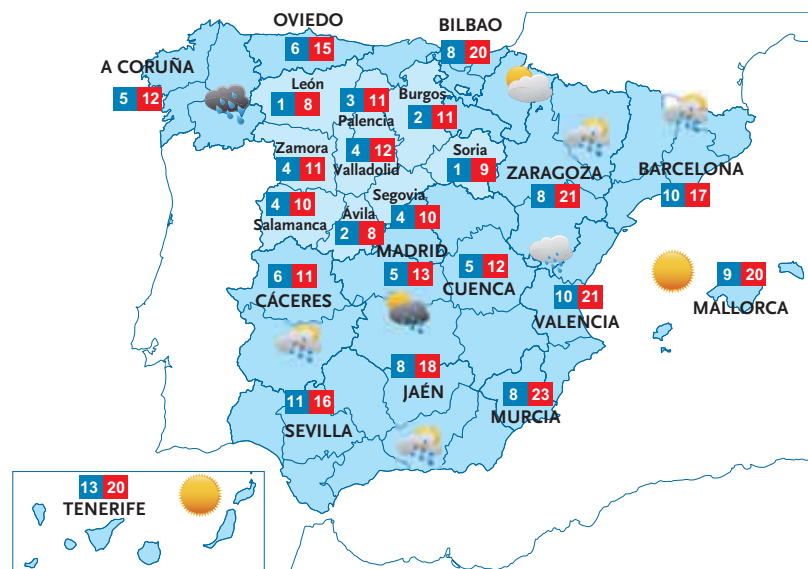 OVIEDO
6 15
BILBAO
8 20
A CORUÑA
5 12
León
1 8
3 11
Palencia
Burgos
2 11
Zamora
4 11
4 12
Valladolid
Soria
1 9
ZARAGOZA
8 21
BARCELONA
10 17
4 10
Salamanca
Segovia
4 10
Ávila
2 8
MADRID
5 13
5 12
CUENCA
6 11
CÁCERES
9 20
MALLORCA
10 21
VALENCIA
8 18
JAÉN
8 23
MURCIA
11 16
SEVILLA
13 20
TENERIFE